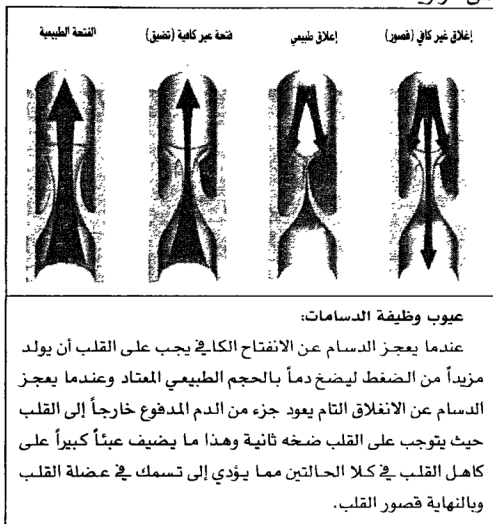 إغلاق غير كافي (قصور)
إغلاق طبيعي
فتحة غير كافية (تضيق)
الفتحة الطبيعية
عيوب وظيفة الدسامات:
عندما يعجز الدسام عن الانفتاح الكافي يجب على القلب أن يولد
مزيداً من الضغط ليضخ دماً بالحجم الطبيعي المعتاد وعندما يعجز
الدسام عن الانغلاق التام يعود جزء من الدم المدفوع خارجاً إلى القلب
حيث يتوجب على القلب ضخه ثانية وهذا ما يضيف عبئاً كبيراً على
كاهل القلب في كلا الحالتين مما يؤدي إلى تسمك في عضلة القلب
وبالنهاية قصور القلب.